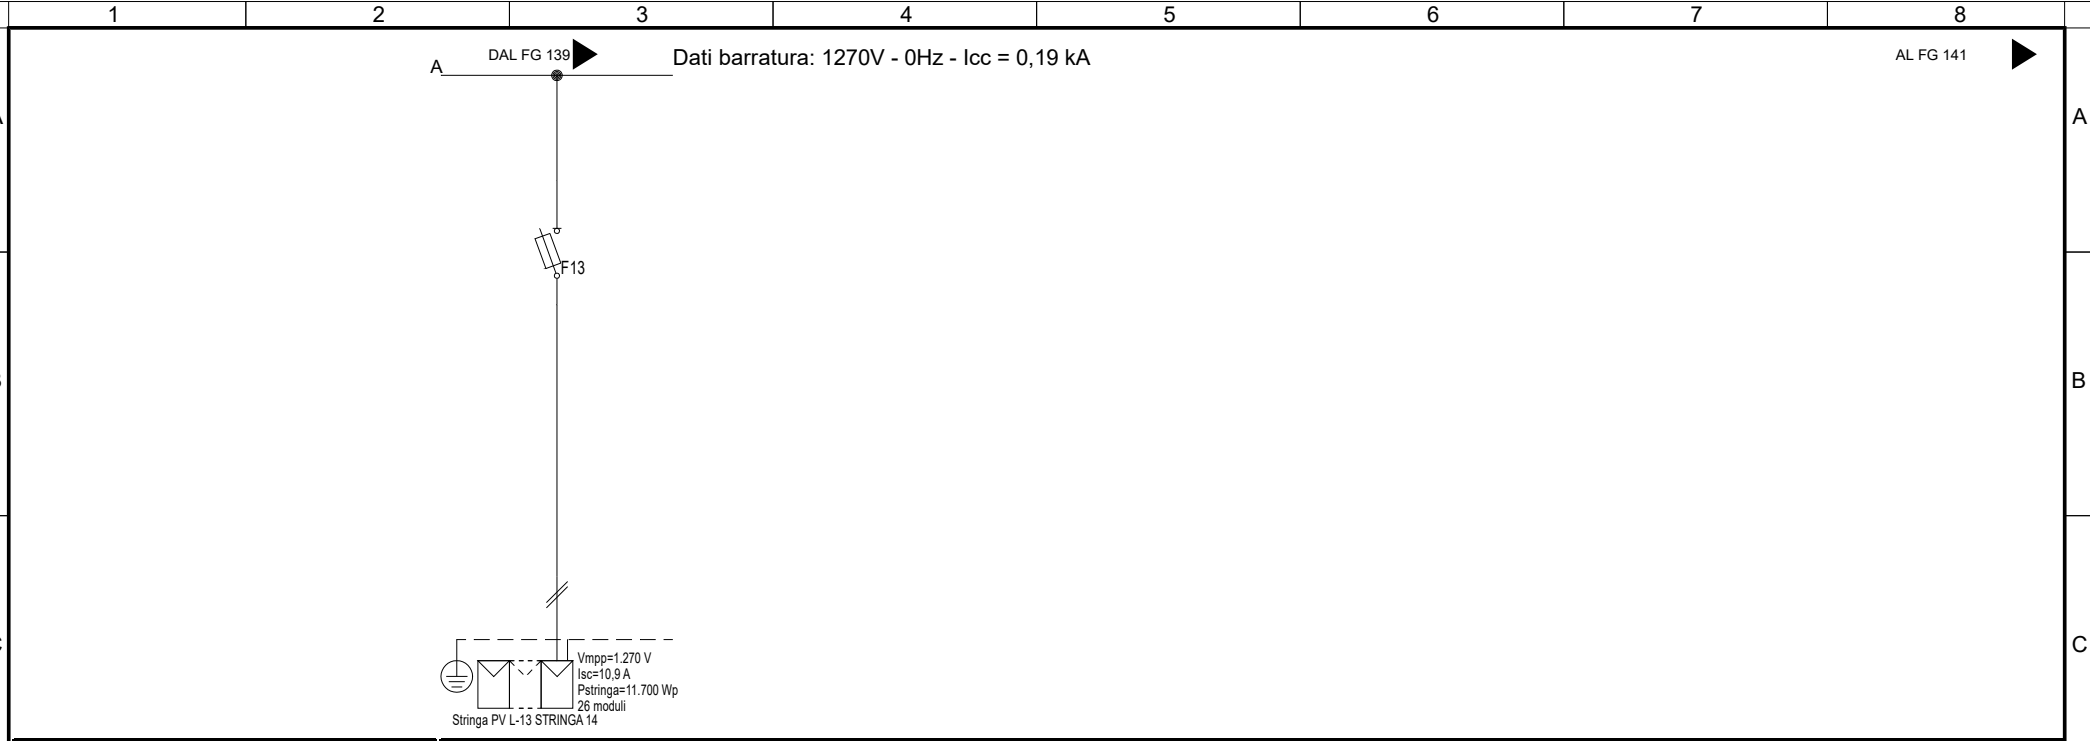 1 2 3 4 5 6 7 8
DAL FG 139
Dati barratura: 1270V - 0Hz - Icc = 0,19 kA
AL FG 141
A
A
F13
B
C
Vmpp=1.270 V
Isc=10,9 A
Pstringa=11.700 Wp
26 moduli
Stringa PV L-13 STRINGA 14